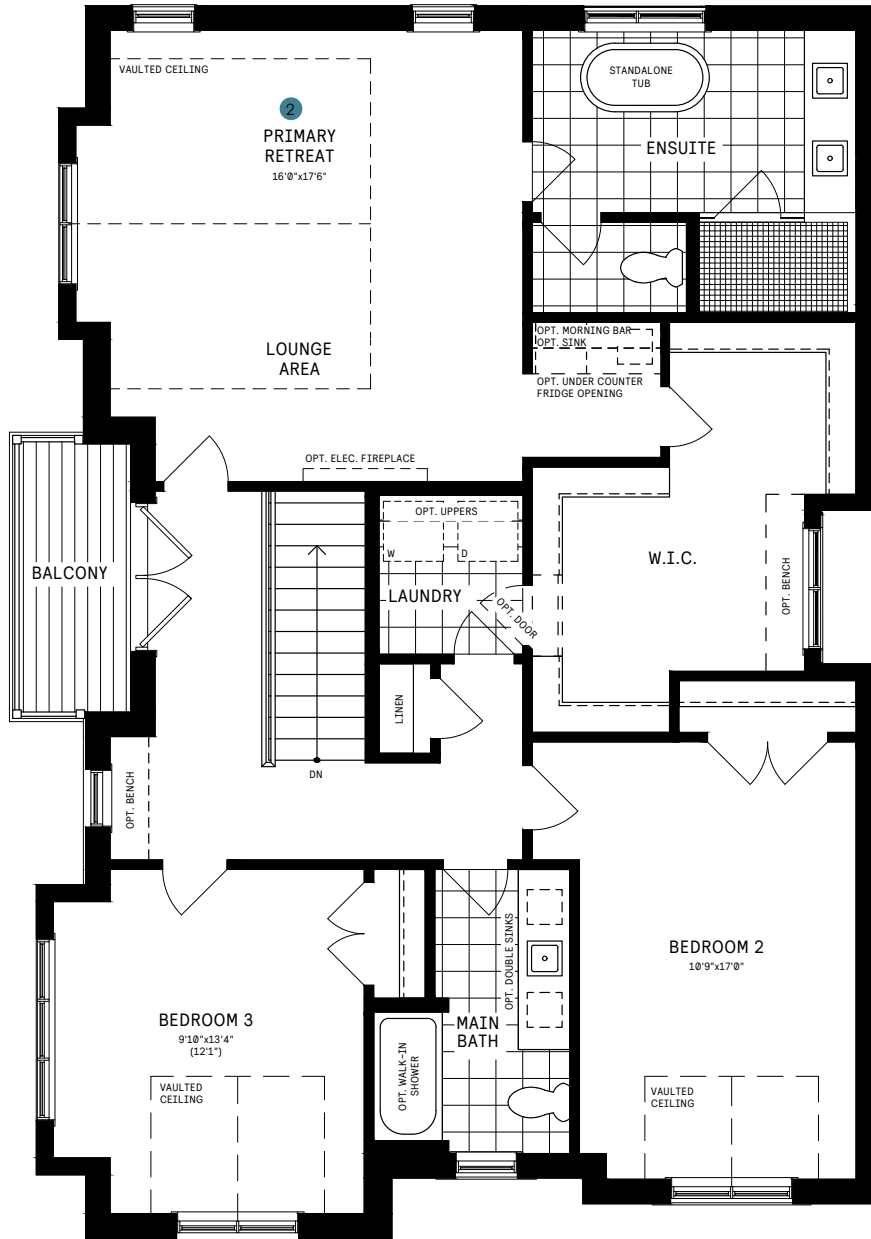 VAULTED CEILING
2
PRIMARY
RETREAT
16'0"x17'6"
STANDALONE
TUB
ENSUITE
LOUNGE
AREA
OPT. MORNING BAR
OPT. SINK
OPT. UNDER COUNTER
FRIDGE OPENING
OPT. ELEC. FIREPLACE
OPT. UPPERS
W
D
BALCONY
LAUNDRY
OPT. DOOR
W.I.C.
OPT. BENCH
LINEN
DN
OPT. BENCH
OPT. DOUBLE SINKS
BEDROOM 2
10'9"x17'0"
BEDROOM 3
9'10"x13'4"
(12'1")
MAIN
BATH
OPT. WALK-IN
SHOWER
VAULTED
CEILING
VAULTED
CEILING